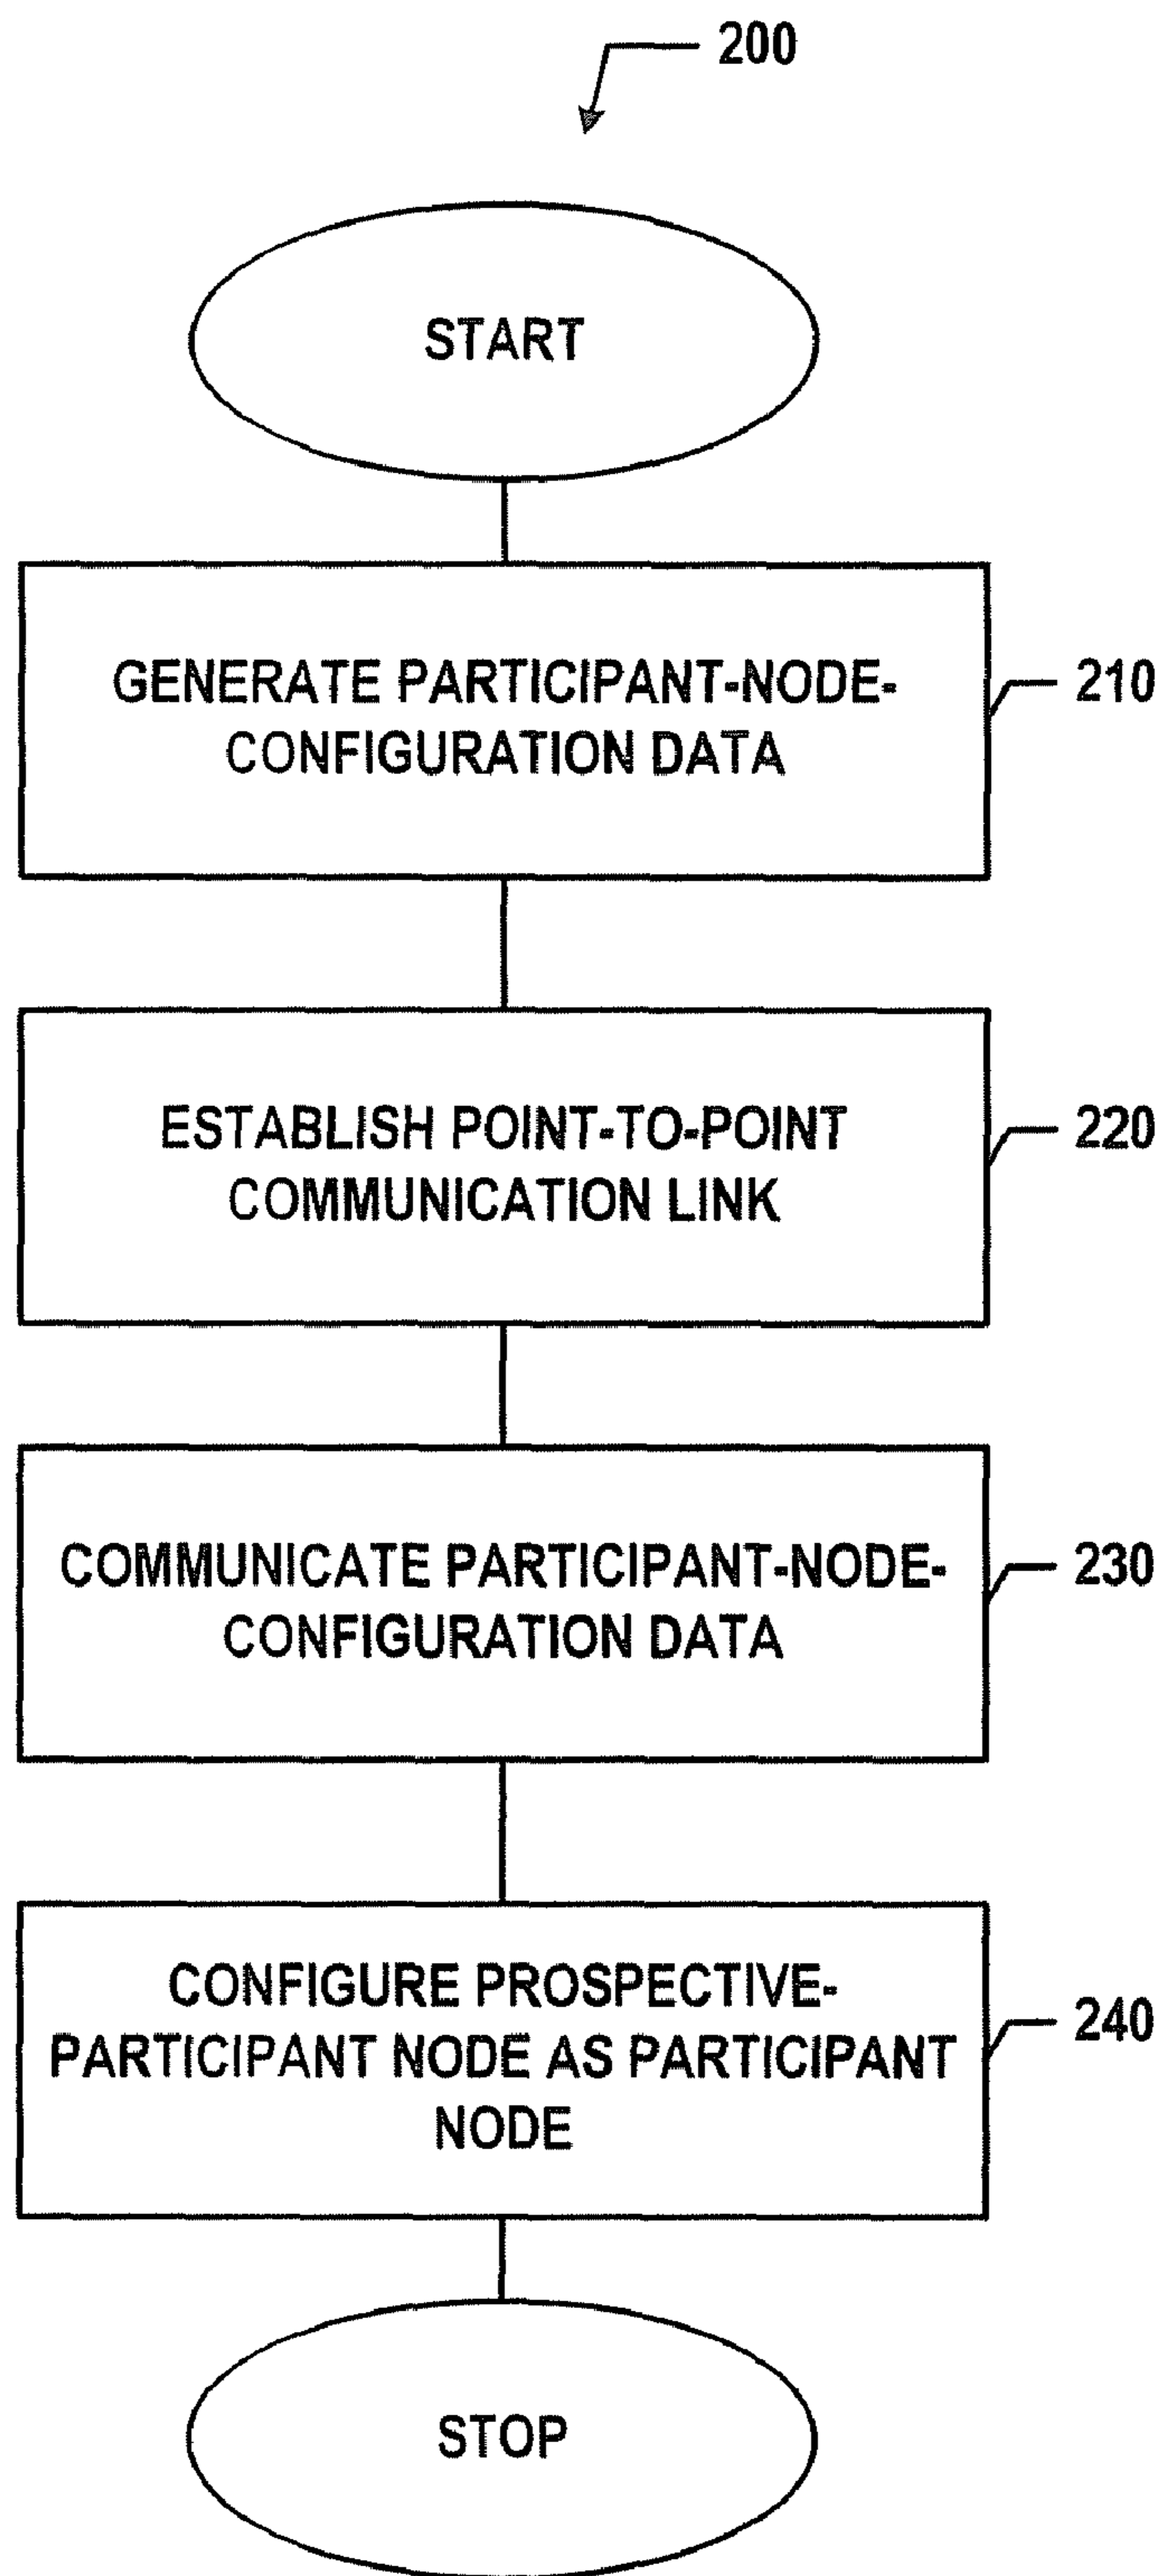 200
START
GENERATE PARTICIPANT-NODE-
CONFIGURATION DATA
210
ESTABLISH POINT-TO-POINT
COMMUNICATION LINK
220
COMMUNICATE PARTICIPANT-NODE-
CONFIGURATION DATA
230
CONFIGURE PROSPECTIVE-
PARTICIPANT NODE AS PARTICIPANT
NODE
240
STOP